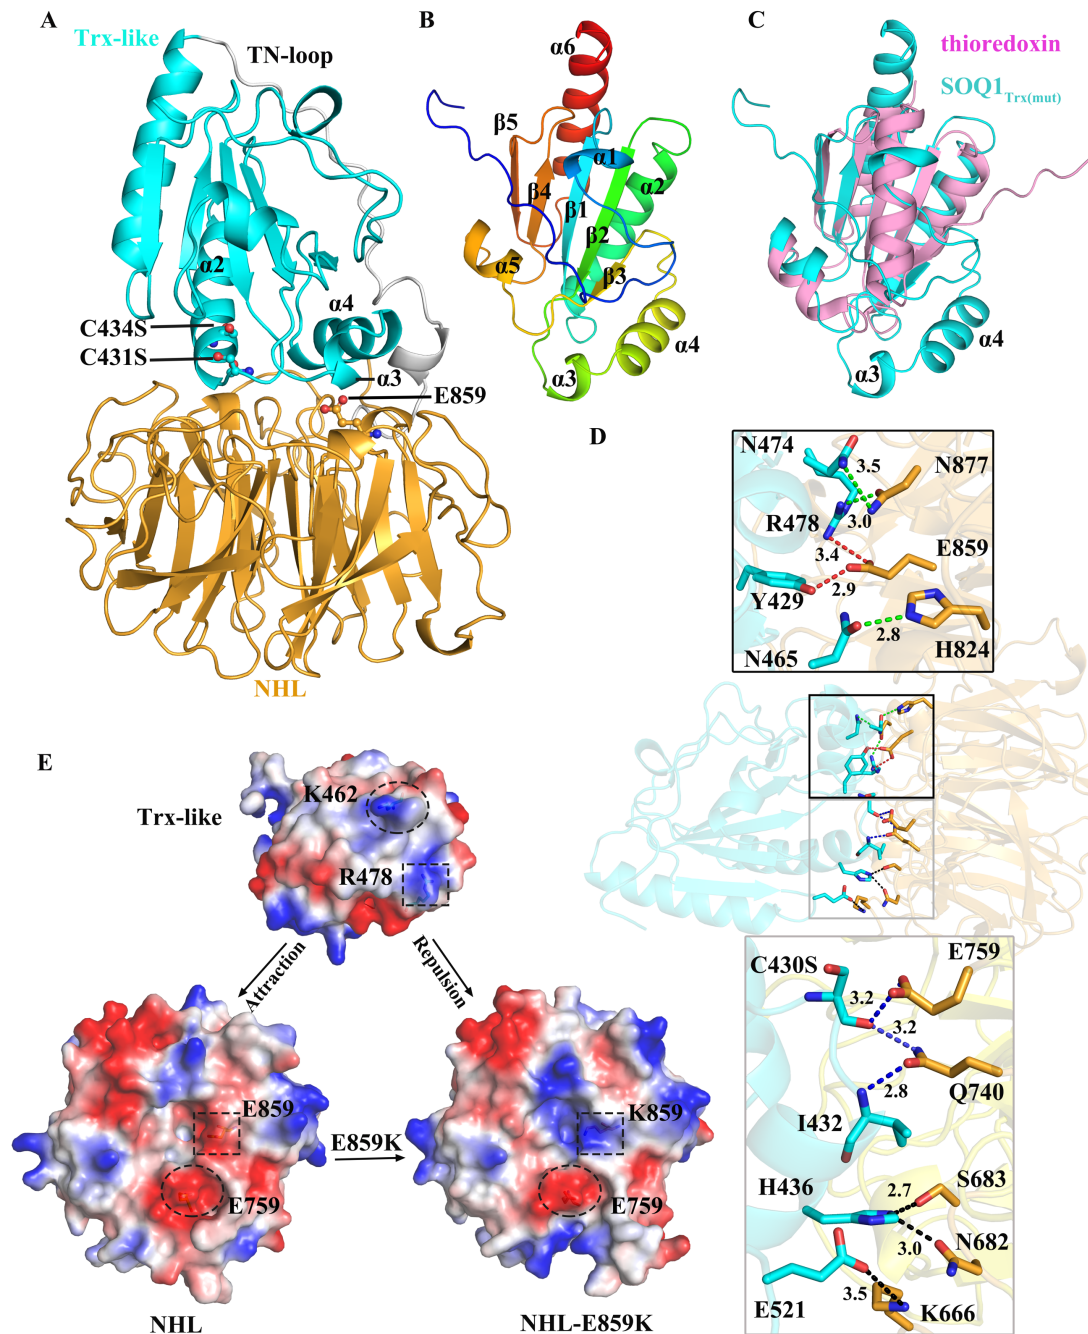 A
Trx-like
TN-loop
α2
C434S
C431S
α4
α3
E859
NHL
B
α6
β5
α1
α2
β4
β1
β2
α5
β3
α4
α3
C
thioredoxin
SOQ1Trx(mut)
α4
α3
D
N474
3.5
N877
R478
3.0
3.4
E859
Y429
2.9
2.8
N465
H824
E
K462
Trx-like
R478
Attraction
Repulsion
E859
K859
E859K
E759
E759
NHL
NHL-E859K
C430S
E759
3.2
3.2
2.8
Q740
I432
H436
2.7
S683
3.0
N682
E521
3.5
K666